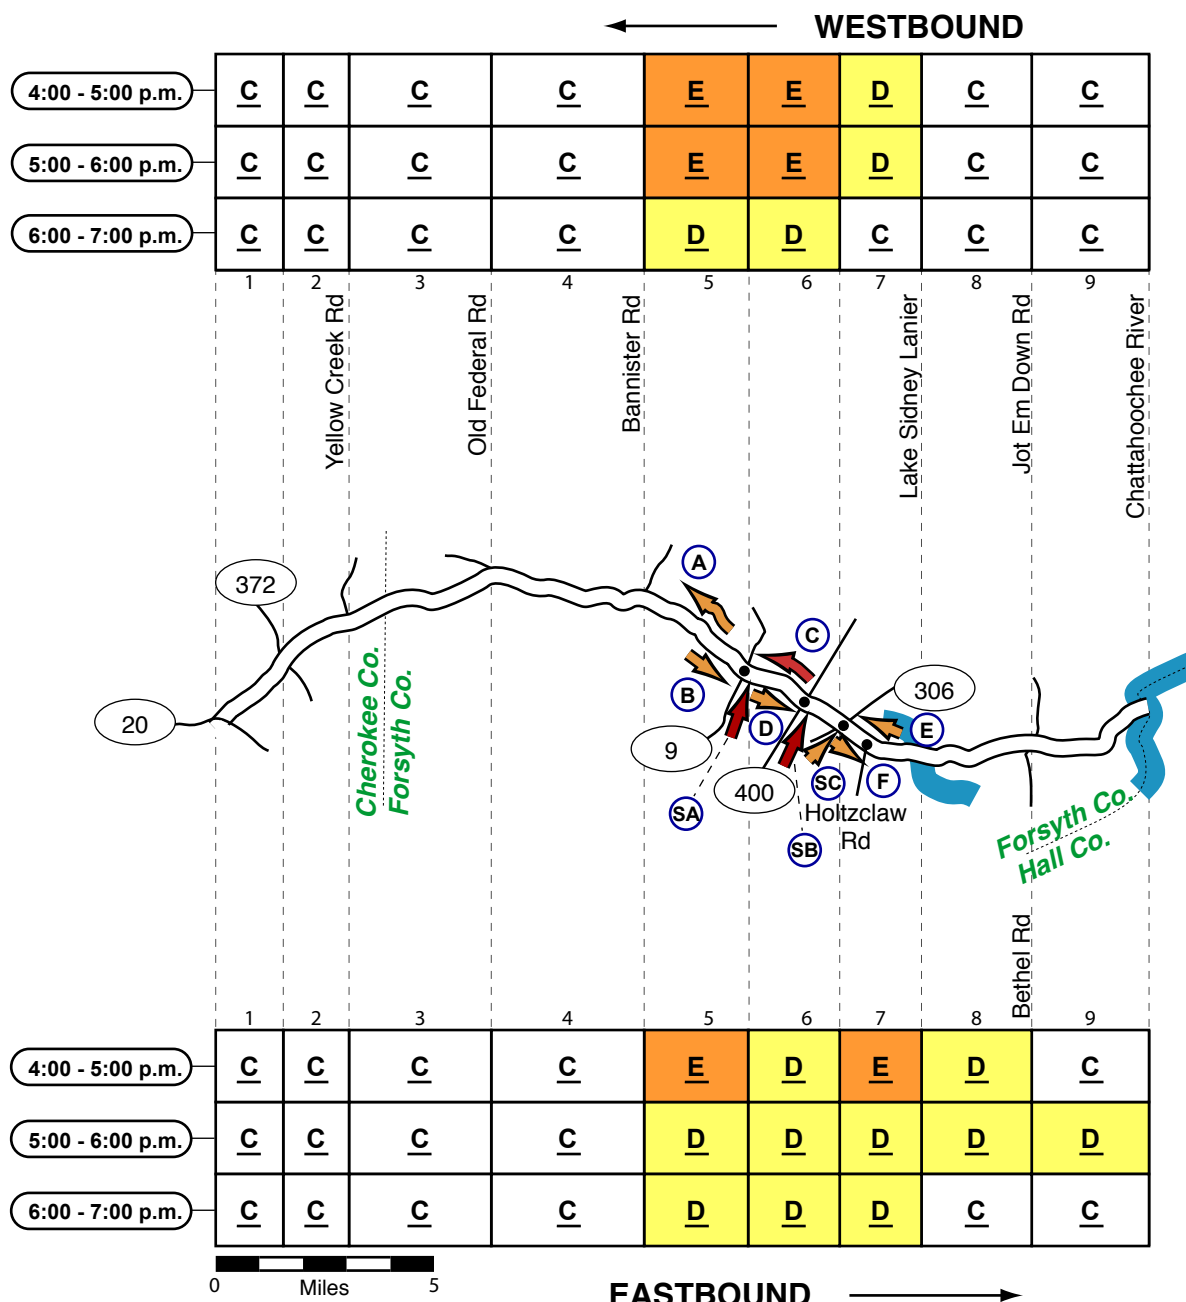 WESTBOUND
4:00 - 5:00 p.m. C C C C E E D C C
5:00 - 6:00 p.m. C C C C E E D C C
6:00 - 7:00 p.m. C C C C D D C C C
1 2 3 4 5 6 7 8 9
Yellow Creek Rd
Old Federal Rd
Bannister Rd
Lake Sidney Lanier
Jot Em Down Rd
Chattahoochee River
A
372
C
B
306
20
Cherokee Co.
Forsyth Co.
D
E
9
400
SC
F
SA
Holtzclaw
Rd
SB
Forsyth Co.
Hall Co.
Bethel Rd
1 2 3 4 5 6 7 8 9
4:00 - 5:00 p.m. C C C C E D E D C
5:00 - 6:00 p.m. C C C C D D D D D
6:00 - 7:00 p.m. C C C C D D D C C
0 Miles 5
EASTBOUND